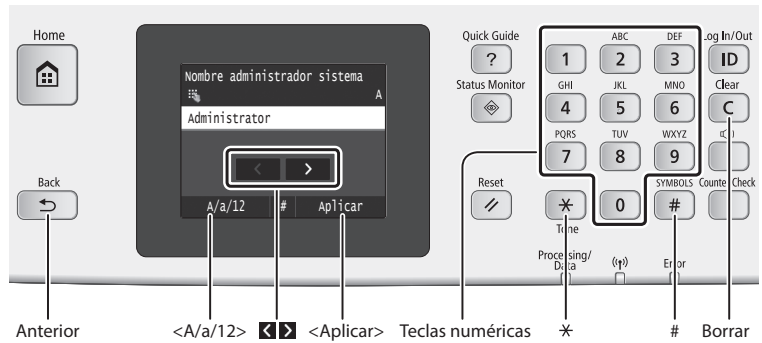 Home
Quick Guide
ABC
DEF
Log In/Out
?
1
2
3
ID
Nombre administrador sistema
A
Status Monitor
GHI
JKL
MNO
Clear
4
5
6
C
Administrator
PQRS
TUV
WXYZ
7
8
9
< >
Back
Reset
SYMBOLS
Counter Check
A/a/12
#
Aplicar
0
#
Tone
Processing/
Data
Error
Anterior
<A/a/12>
< >
<Aplicar>
Teclas numéricas
#
Borrar